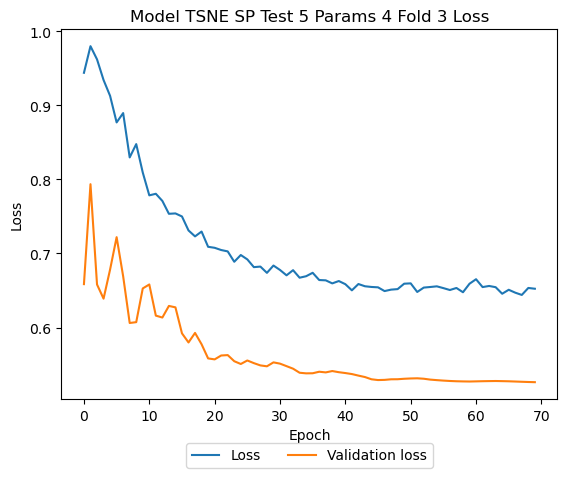 Model TSNE SP Test 5 Params 4 Fold 3 Loss
1.0
0.9
0.8
0.7
0.6
Loss
0 10 20 30 40 50 60 70
Epoch
Loss Validation loss